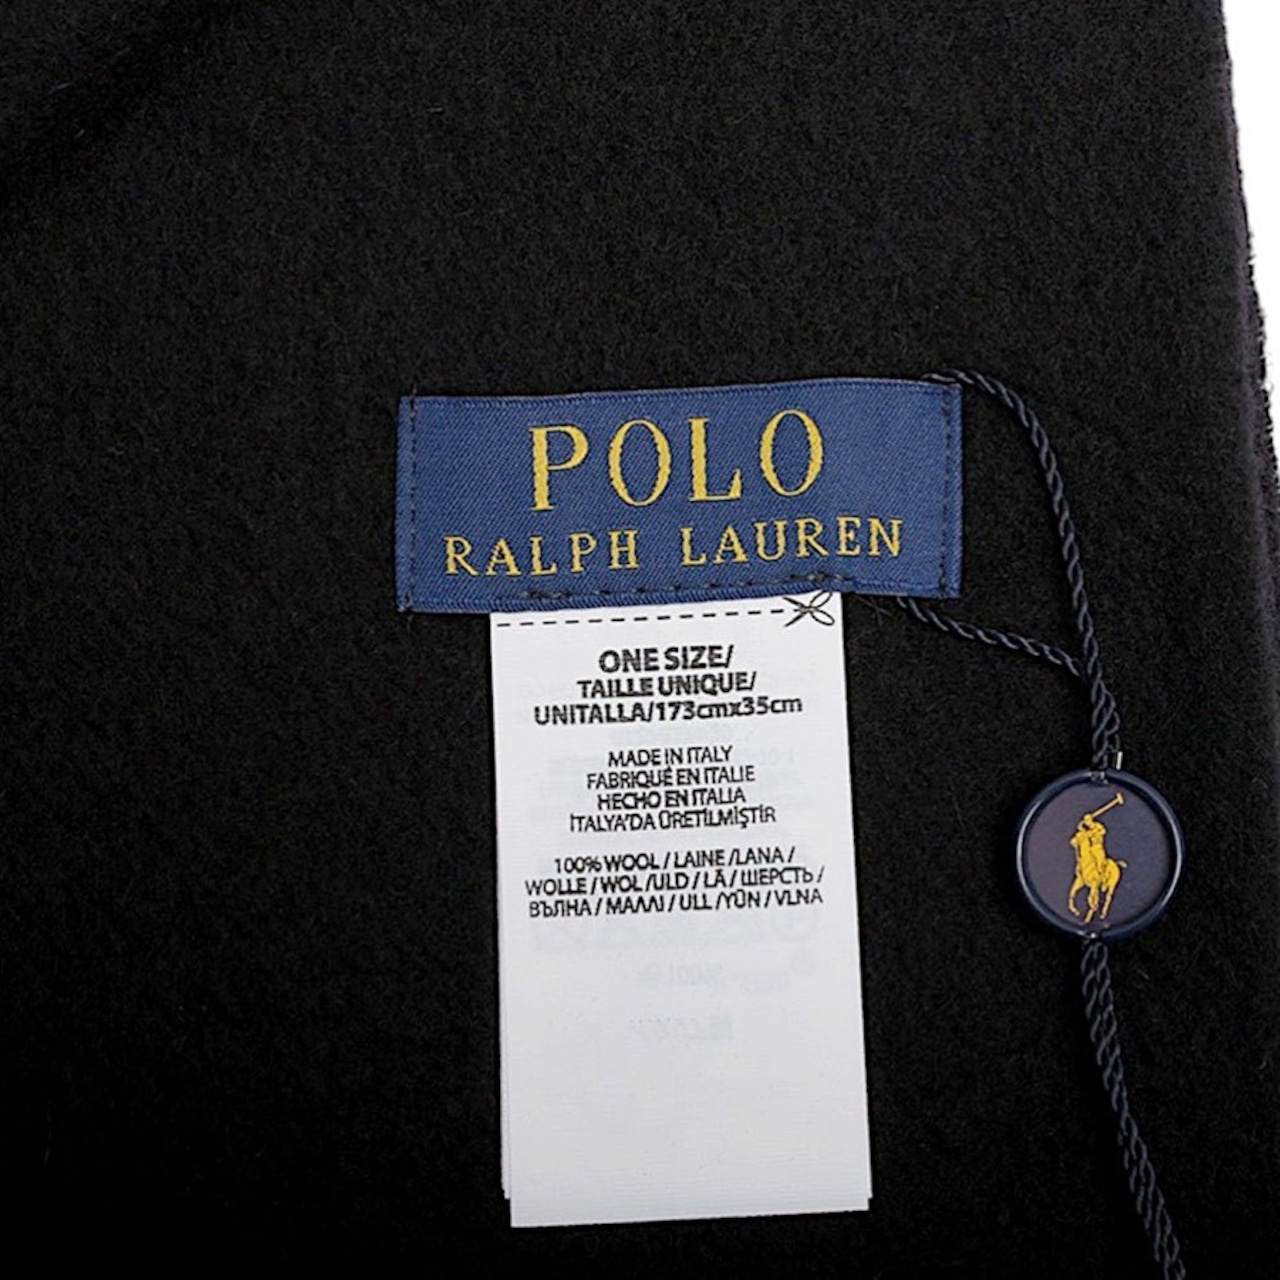 POLO
RALPH LAUREN
ONE SIZE/
TAILLE UNIQUE/
UNITALLA/173cmx35cm
MADE IN ITALY
FABRIQUÉ EN ITALIE
HECHO EN ITALIA
İTALYA'DA ÜRETİLMİŞTİR
100% WOOL / LAINE /LANA /
WOLLE / WOL /ULD / LÃ / ШЕРСТЬ /
ВЪЛНА / ΜΑΛΛΙ / ULL /YÜN / VLNA